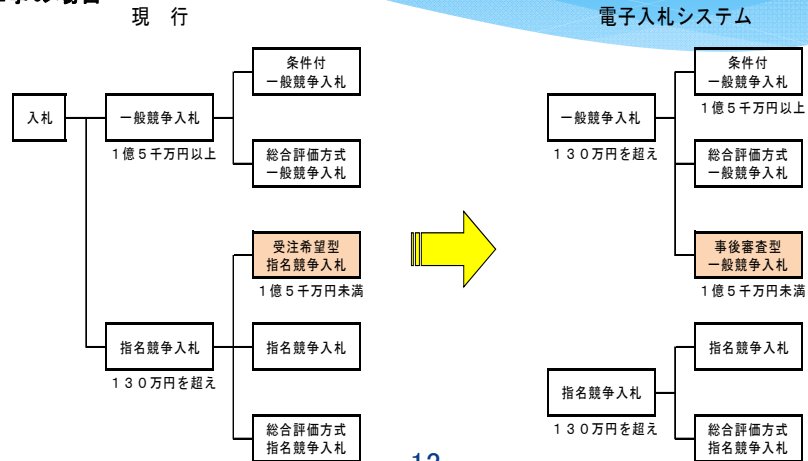 現　行
条件付
一般競争入札
入札
一般競争入札
1億5千万円以上
総合評価方式
一般競争入札
受注希望型
指名競争入札
1億5千万円未満
指名競争入札
130万円を超え
指名競争入札
総合評価方式
指名競争入札
電子入札システム
条件付
一般競争入札
1億5千万円以上
一般競争入札
130万円を超え
総合評価方式
一般競争入札
事後審査型
一般競争入札
1億5千万円未満
指名競争入札
指名競争入札
130万円を超え
総合評価方式
指名競争入札